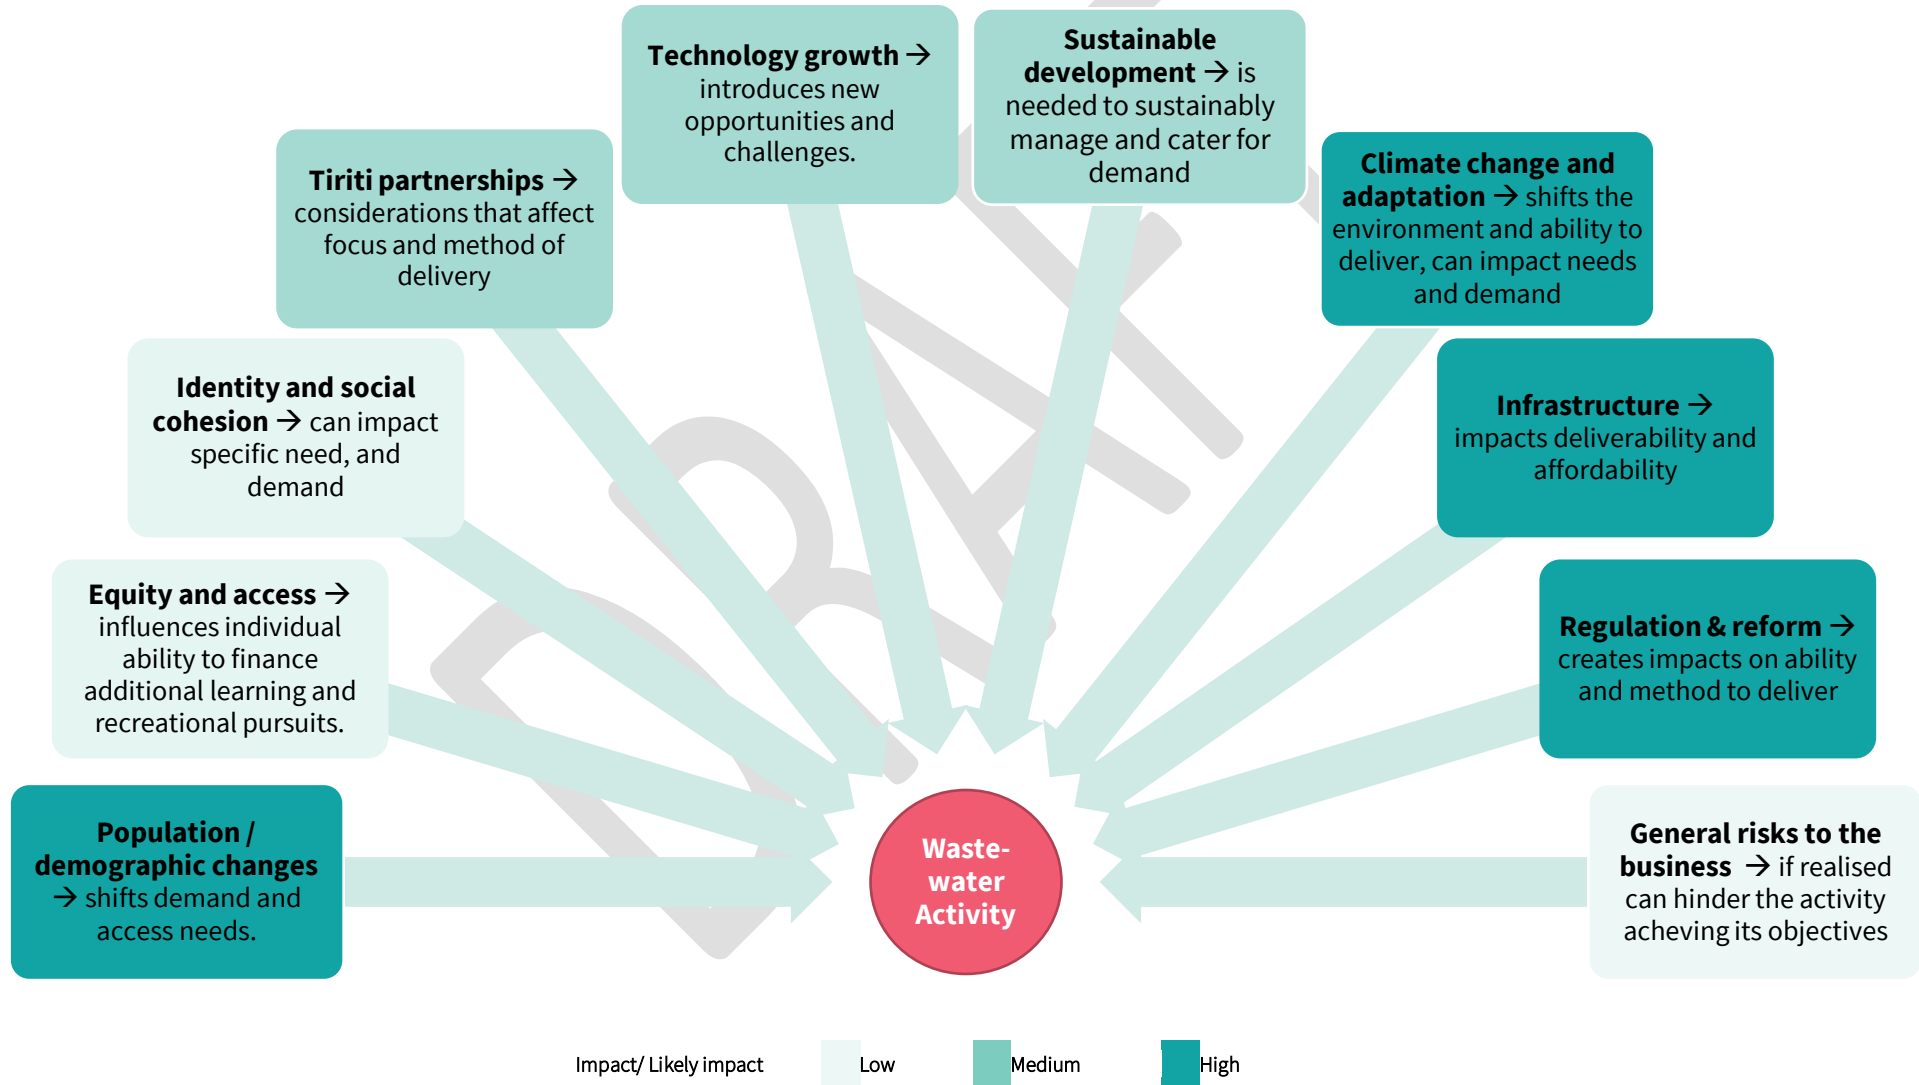 Technology growth →
introduces new
opportunities and
challenges.
Sustainable
development → is
needed to sustainably
manage and cater for
demand
Tiriti partnerships →
considerations that affect
focus and method of
delivery
Climate change and
adaptation → shifts the
environment and ability to
deliver, can impact needs
and demand
Identity and social
cohesion → can impact
specific need, and
demand
Infrastructure →
impacts deliverability and
affordability
Equity and access →
influences individual
ability to finance
additional learning and
recreational pursuits.
Regulation & reform →
creates impacts on ability
and method to deliver
Population /
demographic changes
→ shifts demand and
access needs.
General risks to the
business → if realised
can hinder the activity
acheving its objectives
Waste-
water
Activity
DRAFT
Impact/ Likely impact Low Medium High